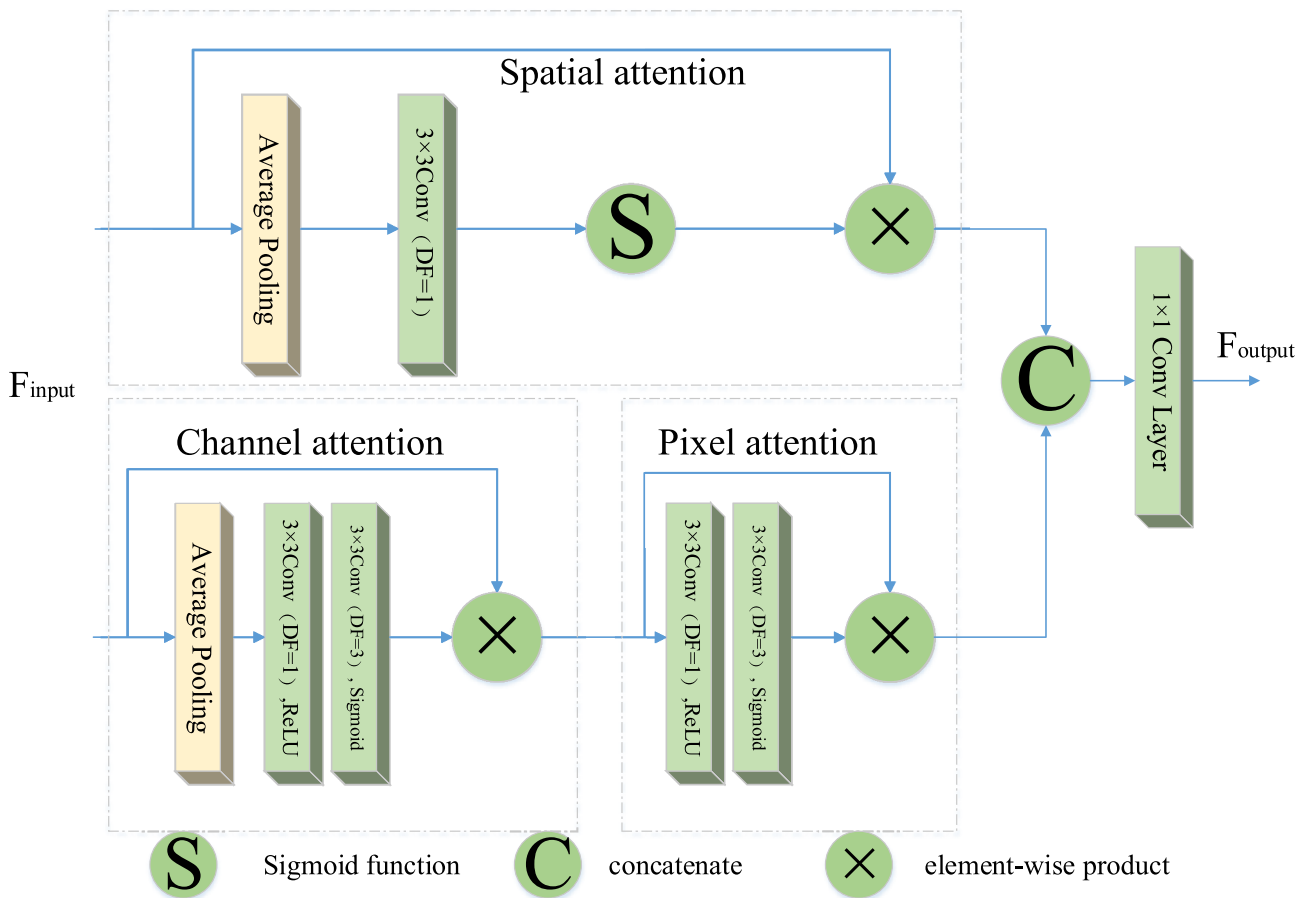 Spatial attention
Average Pooling
3×3Conv（DF=1）
S
×
Finput
C
1×1 Conv Layer
Foutput
Channel attention
Average Pooling
3×3Conv（DF=1）,ReLU
3×3Conv（DF=3）, Sigmoid
×
Pixel attention
3×3Conv（DF=1）,ReLU
3×3Conv（DF=3）, Sigmoid
×
S Sigmoid function
C concatenate
× element-wise product